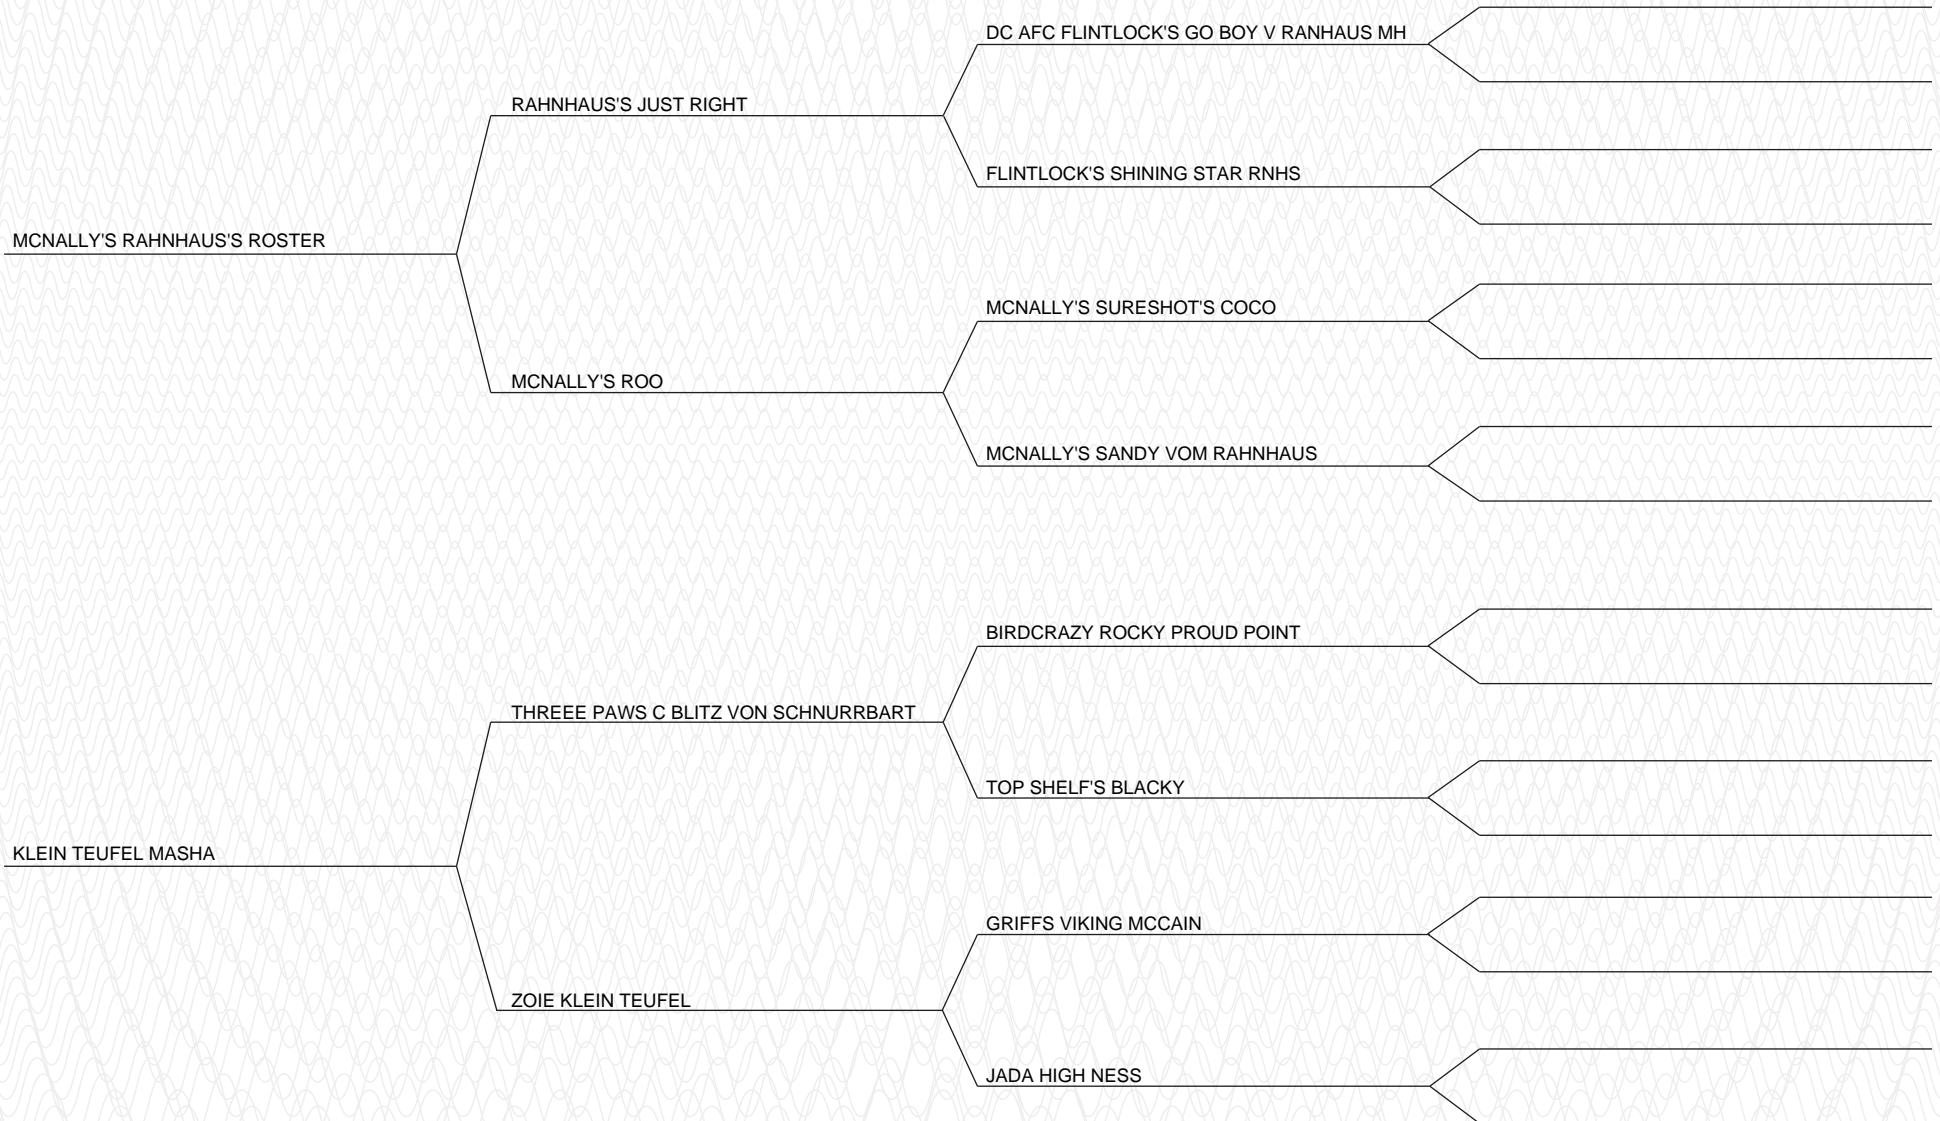 DC AFC FLINTLOCK'S GO BOY V RANHAUS MH
RAHNHAUS'S JUST RIGHT
FLINTLOCK'S SHINING STAR RNHS
MCNALLY'S RAHNHAUS'S ROSTER
MCNALLY'S SURESHOT'S COCO
MCNALLY'S ROO
MCNALLY'S SANDY VOM RAHNHAUS
BIRDCRAZY ROCKY PROUD POINT
THREEE PAWS C BLITZ VON SCHNURRBART
TOP SHELF'S BLACKY
KLEIN TEUFEL MASHA
GRIFFS VIKING MCCAIN
ZOIE KLEIN TEUFEL
JADA HIGH NESS